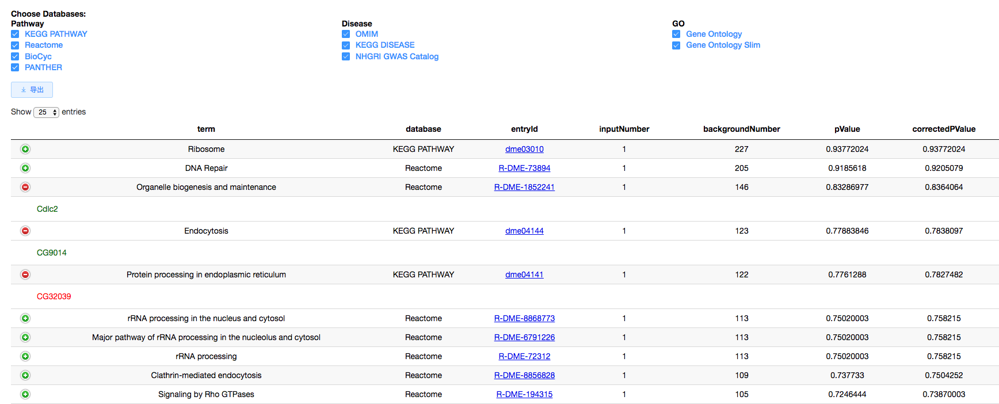 Choose Databases:
Pathway Disease GO
KEGG PATHWAY OMIM Gene Ontology
Reactome KEGG DISEASE Gene Ontology Slim
BioCyc NHGRI GWAS Catalog
PANTHER
导出
Show 25 entries
term database entryId inputNumber backgroundNumber pValue correctedPValue
Ribosome KEGG PATHWAY dme03010 1 227 0.93772024 0.93772024
DNA Repair Reactome R-DME-73894 1 205 0.9185618 0.9205079
Organelle biogenesis and maintenance Reactome R-DME-1852241 1 146 0.83286977 0.8364064
Cdlc2
Endocytosis KEGG PATHWAY dme04144 1 123 0.77883846 0.7838097
CG9014
Protein processing in endoplasmic reticulum KEGG PATHWAY dme04141 1 122 0.7761288 0.7827482
CG32039
rRNA processing in the nucleus and cytosol Reactome R-DME-8868773 1 113 0.75020003 0.758215
Major pathway of rRNA processing in the nucleolus and cytosol Reactome R-DME-6791226 1 113 0.75020003 0.758215
rRNA processing Reactome R-DME-72312 1 113 0.75020003 0.758215
Clathrin-mediated endocytosis Reactome R-DME-8856828 1 109 0.737733 0.7504252
Signaling by Rho GTPases Reactome R-DME-194315 1 105 0.7246444 0.73870003